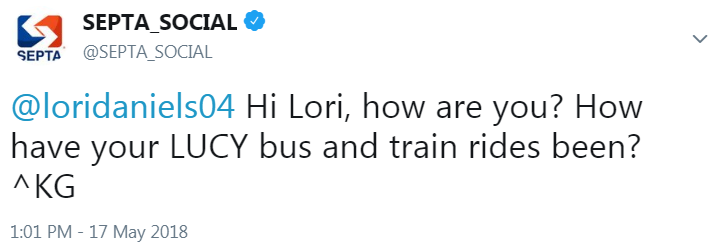 SEPTA_SOCIAL
SEPTA
@SEPTA_SOCIAL
@loridaniels04 Hi Lori, how are you? How
have your LUCY bus and train rides been?
^KG
1:01 PM - 17 May 2018